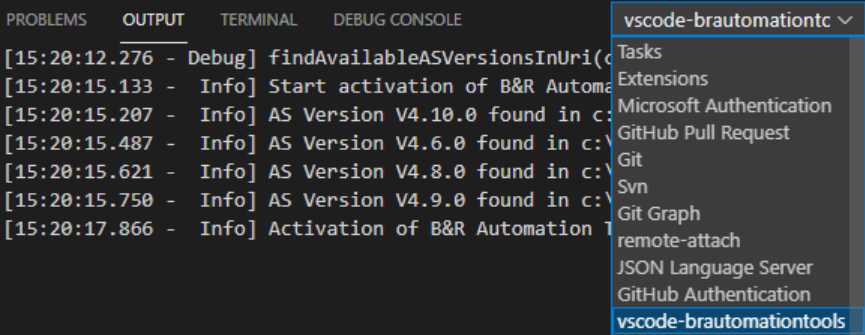 PROBLEMS OUTPUT TERMINAL DEBUG CONSOLE
[15:20:12.276 - Debug] findAvailableASVersionsInUri(
[15:20:15.133 -  Info] Start activation of B&R Automa
[15:20:15.207 -  Info] AS Version V4.10.0 found in c:
[15:20:15.487 -  Info] AS Version V4.6.0 found in c:\
[15:20:15.621 -  Info] AS Version V4.8.0 found in c:\
[15:20:15.750 -  Info] AS Version V4.9.0 found in c:\
[15:20:17.866 -  Info] Activation of B&R Automation T
vscode-brautomationtc
Tasks
Extensions
Microsoft Authentication
GitHub Pull Request
Git
Svn
Git Graph
remote-attach
JSON Language Server
GitHub Authentication
vscode-brautomationtools